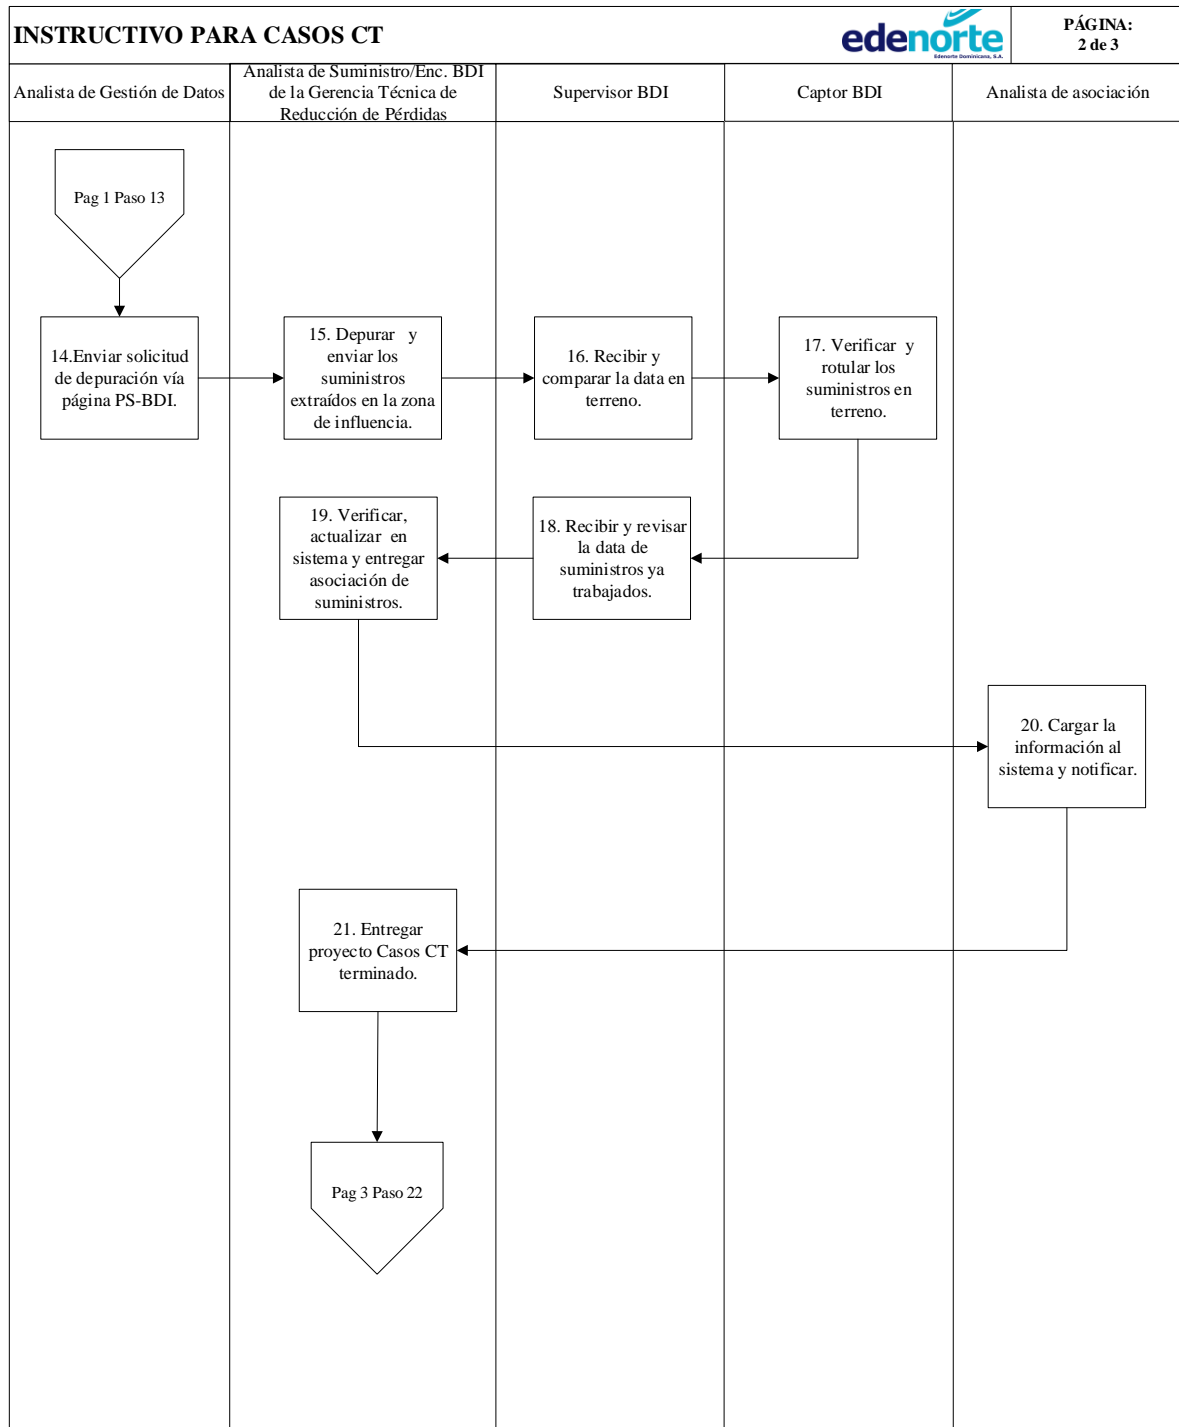 INSTRUCTIVO PARA CASOS CT
edenorte
Edenorte Dominicana, S.A.
PÁGINA:
2 de 3
Analista de Gestión de Datos
Analista de Suministro/Enc. BDI
de la Gerencia Técnica de
Reducción de Pérdidas
Supervisor BDI
Captor BDI
Analista de asociación
Pag 1 Paso 13
14.Enviar solicitud
de depuración vía
página PS-BDI.
15. Depurar y
enviar los
suministros
extraídos en la zona
de influencia.
16. Recibir y
comparar la data en
terreno.
17. Verificar y
rotular los
suministros en
terreno.
19. Verificar,
actualizar en
sistema y entregar
asociación de
suministros.
18. Recibir y revisar
la data de
suministros ya
trabajados.
20. Cargar la
información al
sistema y notificar.
21. Entregar
proyecto Casos CT
terminado.
Pag 3 Paso 22